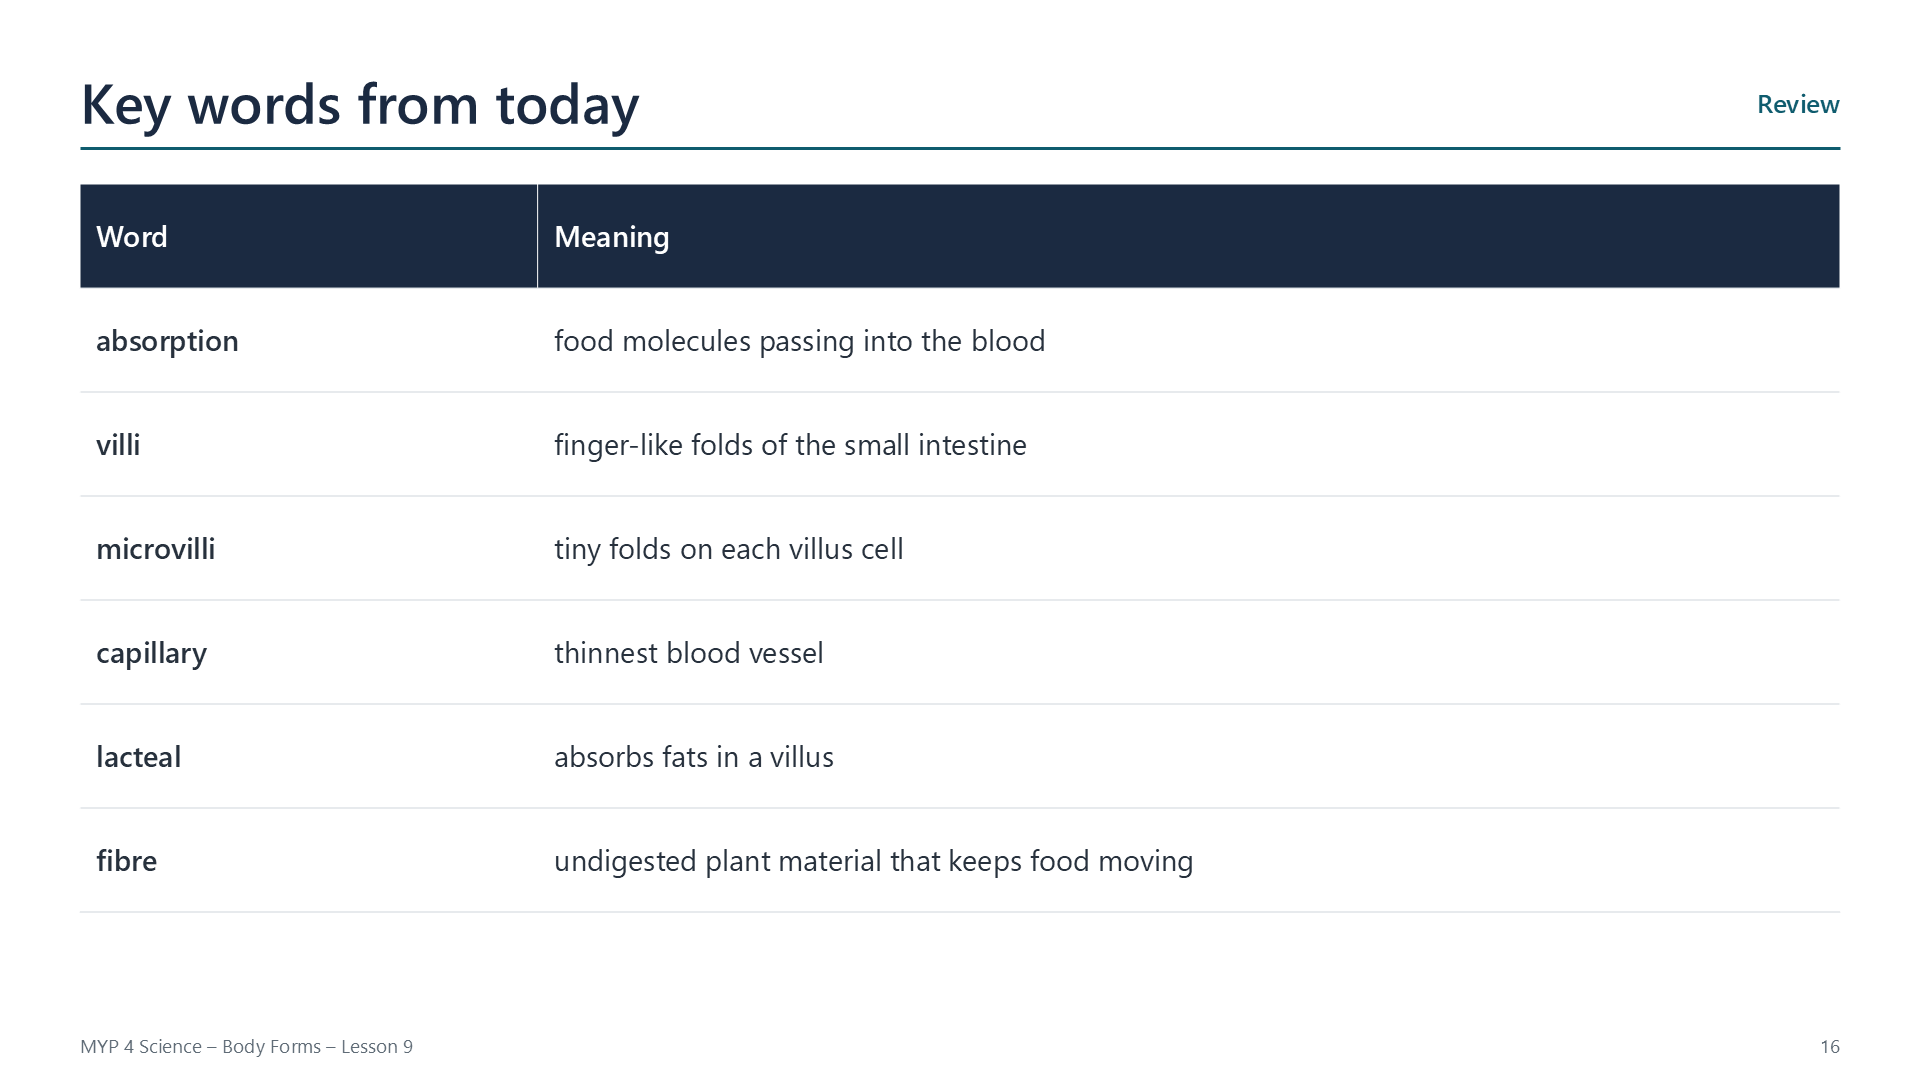 Key words from today
Review
Word Meaning
absorption food molecules passing into the blood
villi finger-like folds of the small intestine
microvilli tiny folds on each villus cell
capillary thinnest blood vessel
lacteal absorbs fats in a villus
fibre undigested plant material that keeps food moving
MYP 4 Science – Body Forms – Lesson 9
16